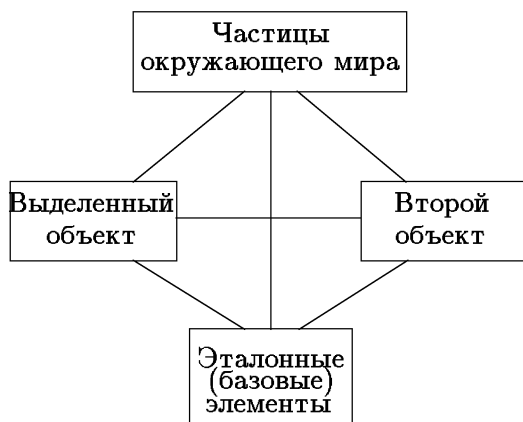 Частицы
окружающего мира
Выделенный
объект
Второй
объект
Эталонные
(базовые)
элементы